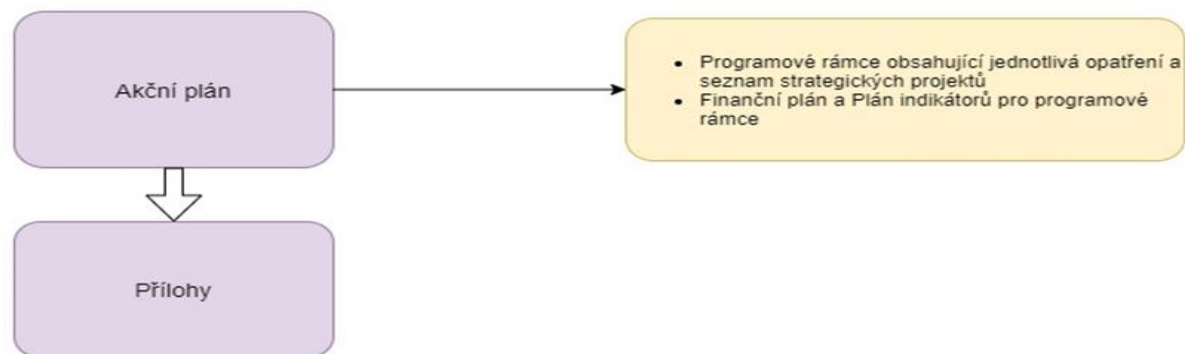 Akční plán
• Programové rámce obsahující jednotlivá opatření a
seznam strategických projektů
• Finanční plán a Plán indikátorů pro programové
rámce
Přílohy